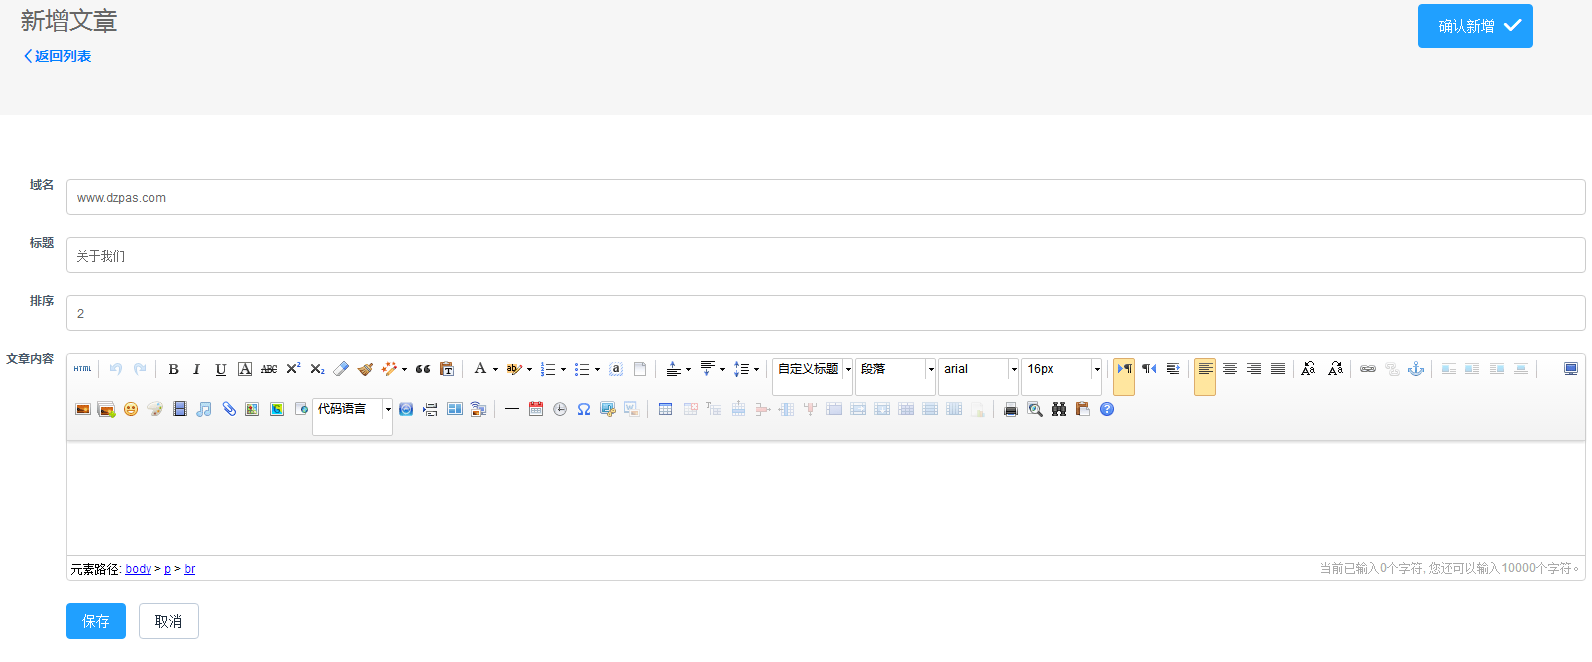 新增文章
确认新增
返回列表
域名
www.dzpas.com
标题
关于我们
排序
2
文章内容
HTML B I U A ABC X² X₂ A ab a 自定义标题 段落 arial 16px
代码语言
元素路径: body > p > br
当前已输入0个字符, 您还可以输入10000个字符。
保存 取消